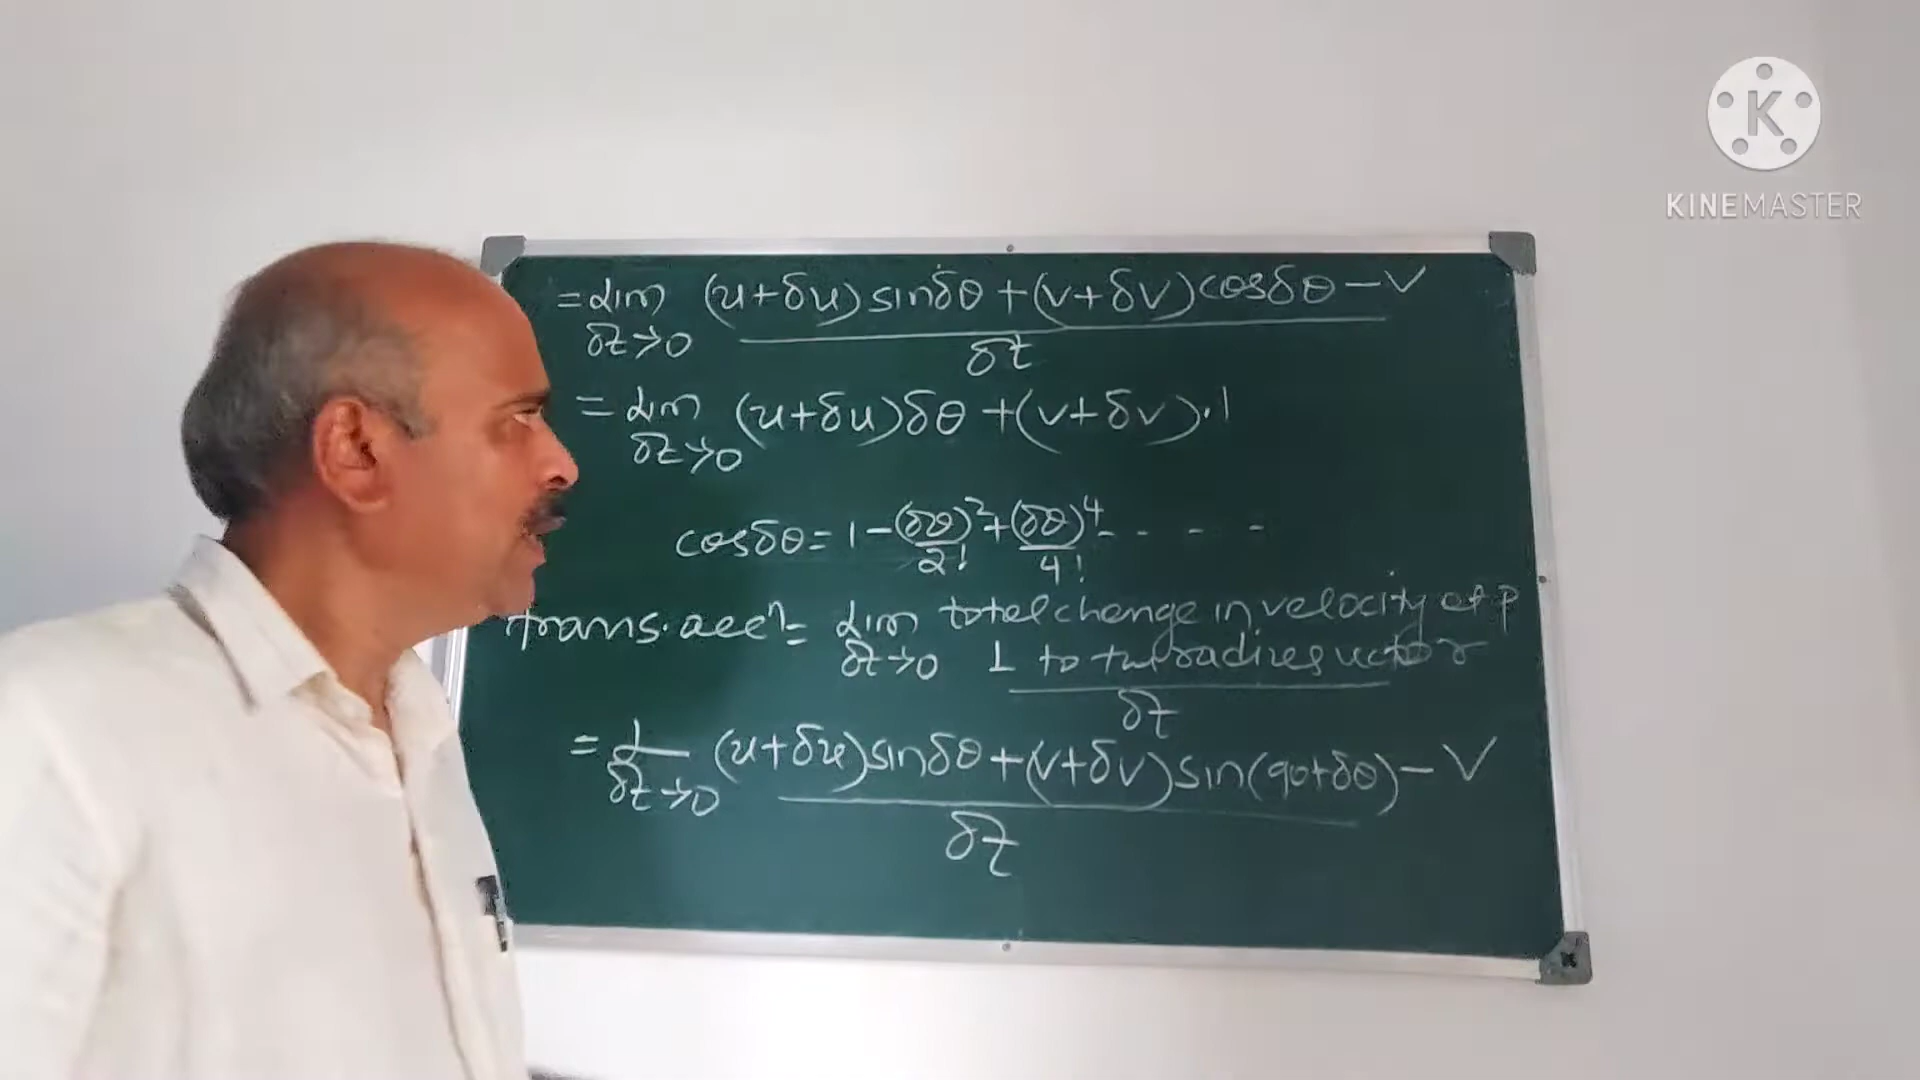 K
KINEMASTER
= Lim (u+δu) sinδθ + (v+δv) cosδθ - v
δt→0 δt
= Lim (u+δu)δθ + (v+δv).1
δt→0
cosδθ = 1 - (δθ)²/2! + (δθ)⁴/4! - - - -
trans. accⁿ = Lim total change in velocity at P
δt→0 ⊥ to the radius vector
δt
= L (u+δu)sinδθ + (v+δv)sin(90+δθ) - v
δt→0 δt